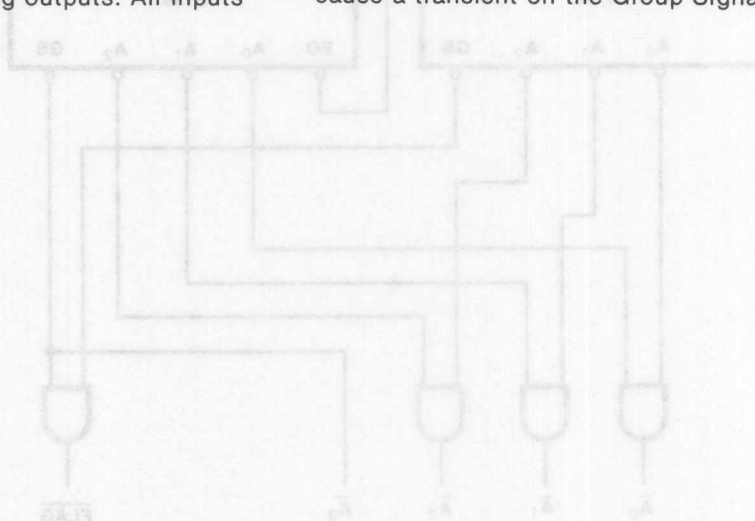 g outputs. All inputs
cause a transient on the Group Signa
GS A₂ A₁ A₀ EO GS A₂ A₁ A₀
FLAG A₃ A₂ A₁ A₀